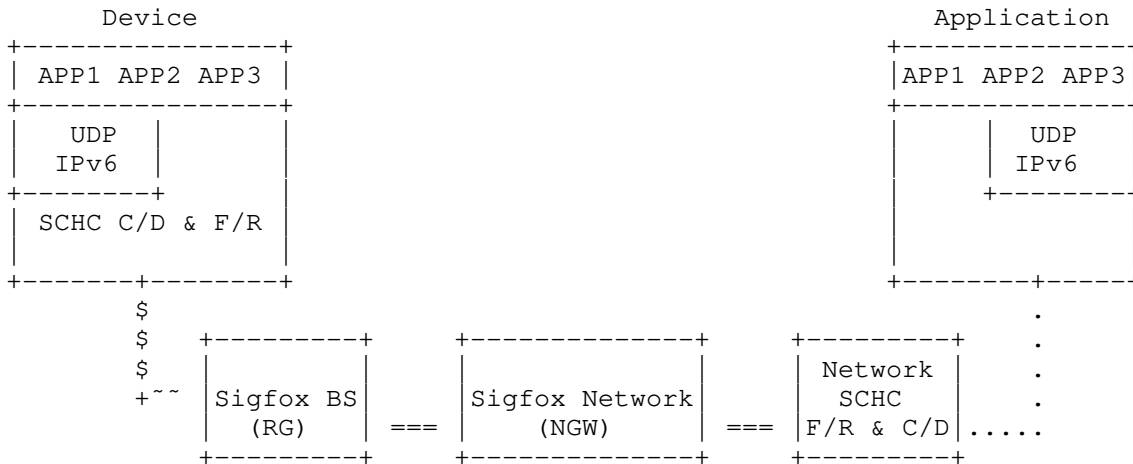 Device Application
APP1 APP2 APP3 APP1 APP2 APP3
UDP UDP
IPv6 IPv6
SCHC C/D & F/R
$ .
$ .
$ Network .
+~~ Sigfox BS Sigfox Network SCHC .
(RG) === (NGW) === F/R & C/D.....